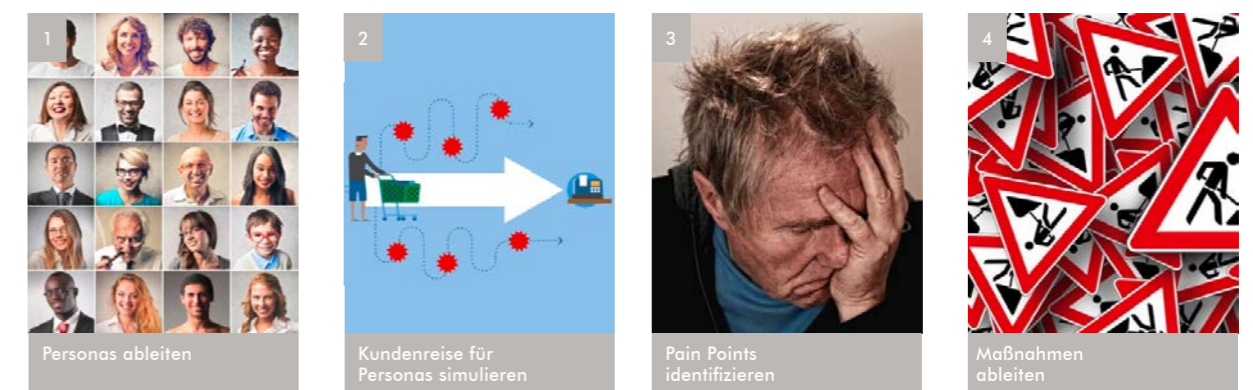 1
Personas ableiten
2
Kundenreise für
Personas simulieren
3
Pain Points
identifizieren
4
Maßnahmen
ableiten